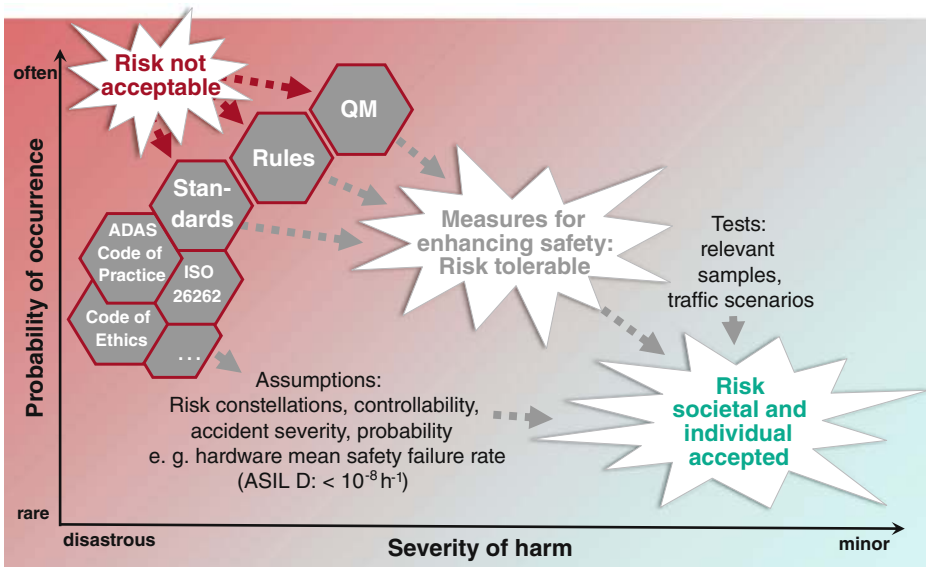 often
Risk not
acceptable
QM
Rules
Stan-
dards
ADAS
Code of
Practice
ISO
26262
Code of
Ethics
...
Measures for
enhancing safety:
Risk tolerable
Tests:
relevant
samples,
traffic scenarios
Assumptions:
Risk constellations, controllability,
accident severity, probability
e. g. hardware mean safety failure rate
(ASIL D: < 10⁻⁸ h⁻¹)
Risk
societal and
individual
accepted
Probability of occurrence
rare
disastrous
Severity of harm
minor